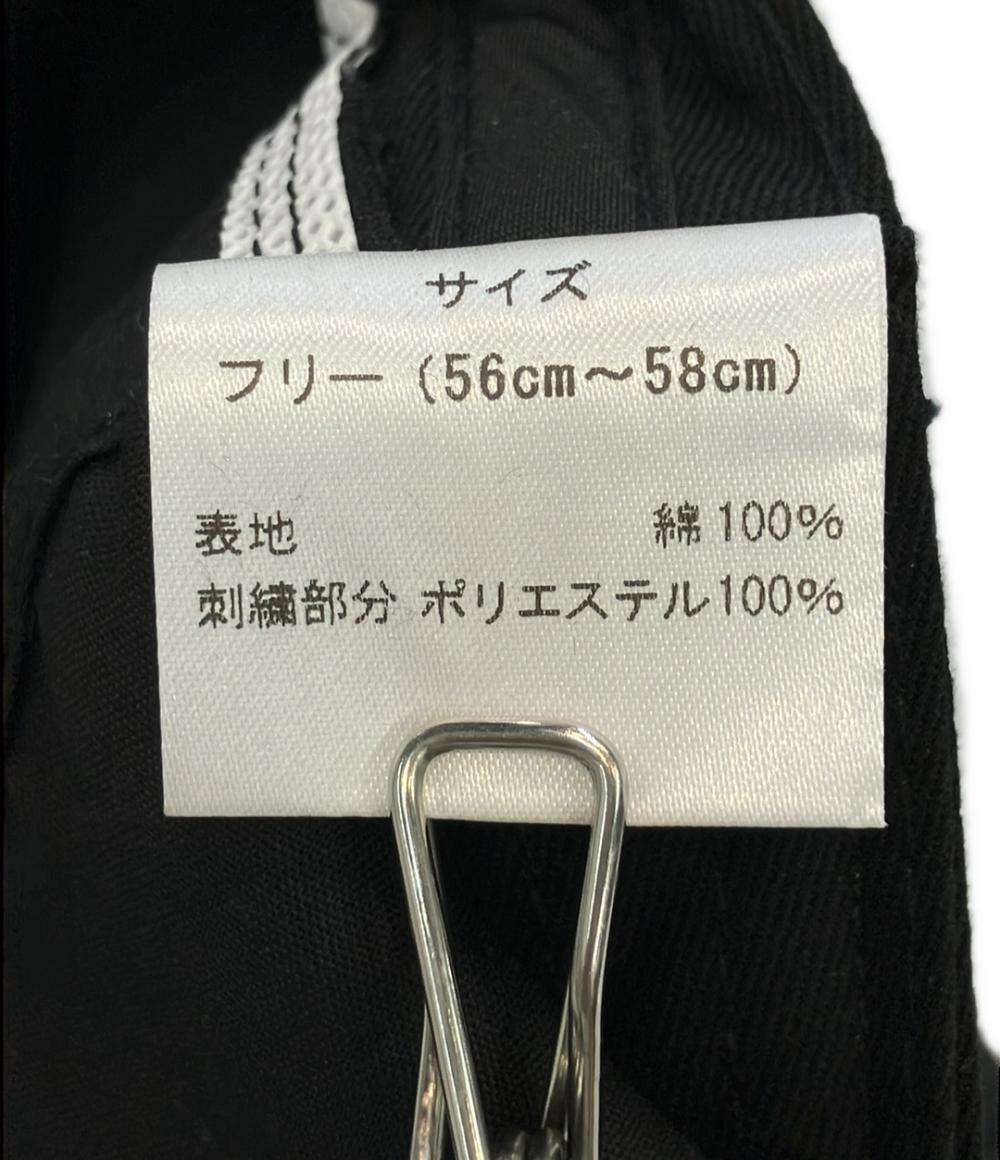 サイズ
フリー（56cm～58cm）
表地 綿100%
刺繍部分 ポリエステル100%